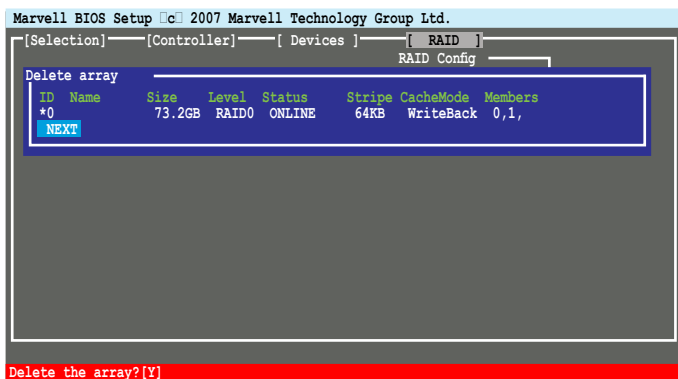 Marvell BIOS Setup □c□ 2007 Marvell Technology Group Ltd.
[Selection] [Controller] [ Devices ] [ RAID ]
RAID Config
Delete array
ID Name Size Level Status Stripe CacheMode Members
*0 73.2GB RAID0 ONLINE 64KB WriteBack 0,1,
NEXT
Delete the array?[Y]